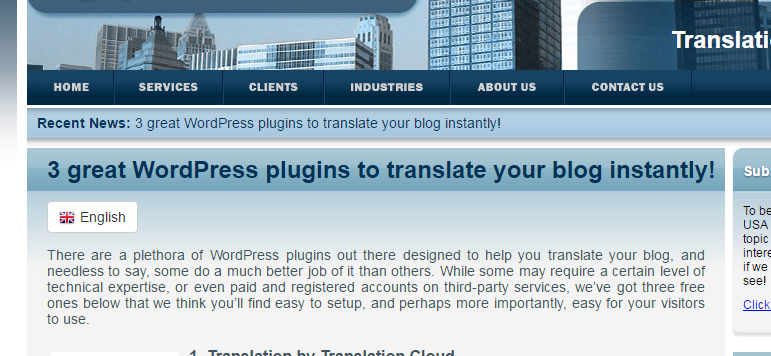 Translati
HOME SERVICES CLIENTS INDUSTRIES ABOUT US CONTACT US
Recent News: 3 great WordPress plugins to translate your blog instantly!
3 great WordPress plugins to translate your blog instantly!
English
There are a plethora of WordPress plugins out there designed to help you translate your blog, and
needless to say, some do a much better job of it than others. While some may require a certain level of
technical expertise, or even paid and registered accounts on third-party services, we've got three free
ones below that we think you'll find easy to setup, and perhaps more importantly, easy for your visitors
to use.
1. Translation by Translation Cloud
Sub
To be
USA
topic
intere
if we
see!
Click